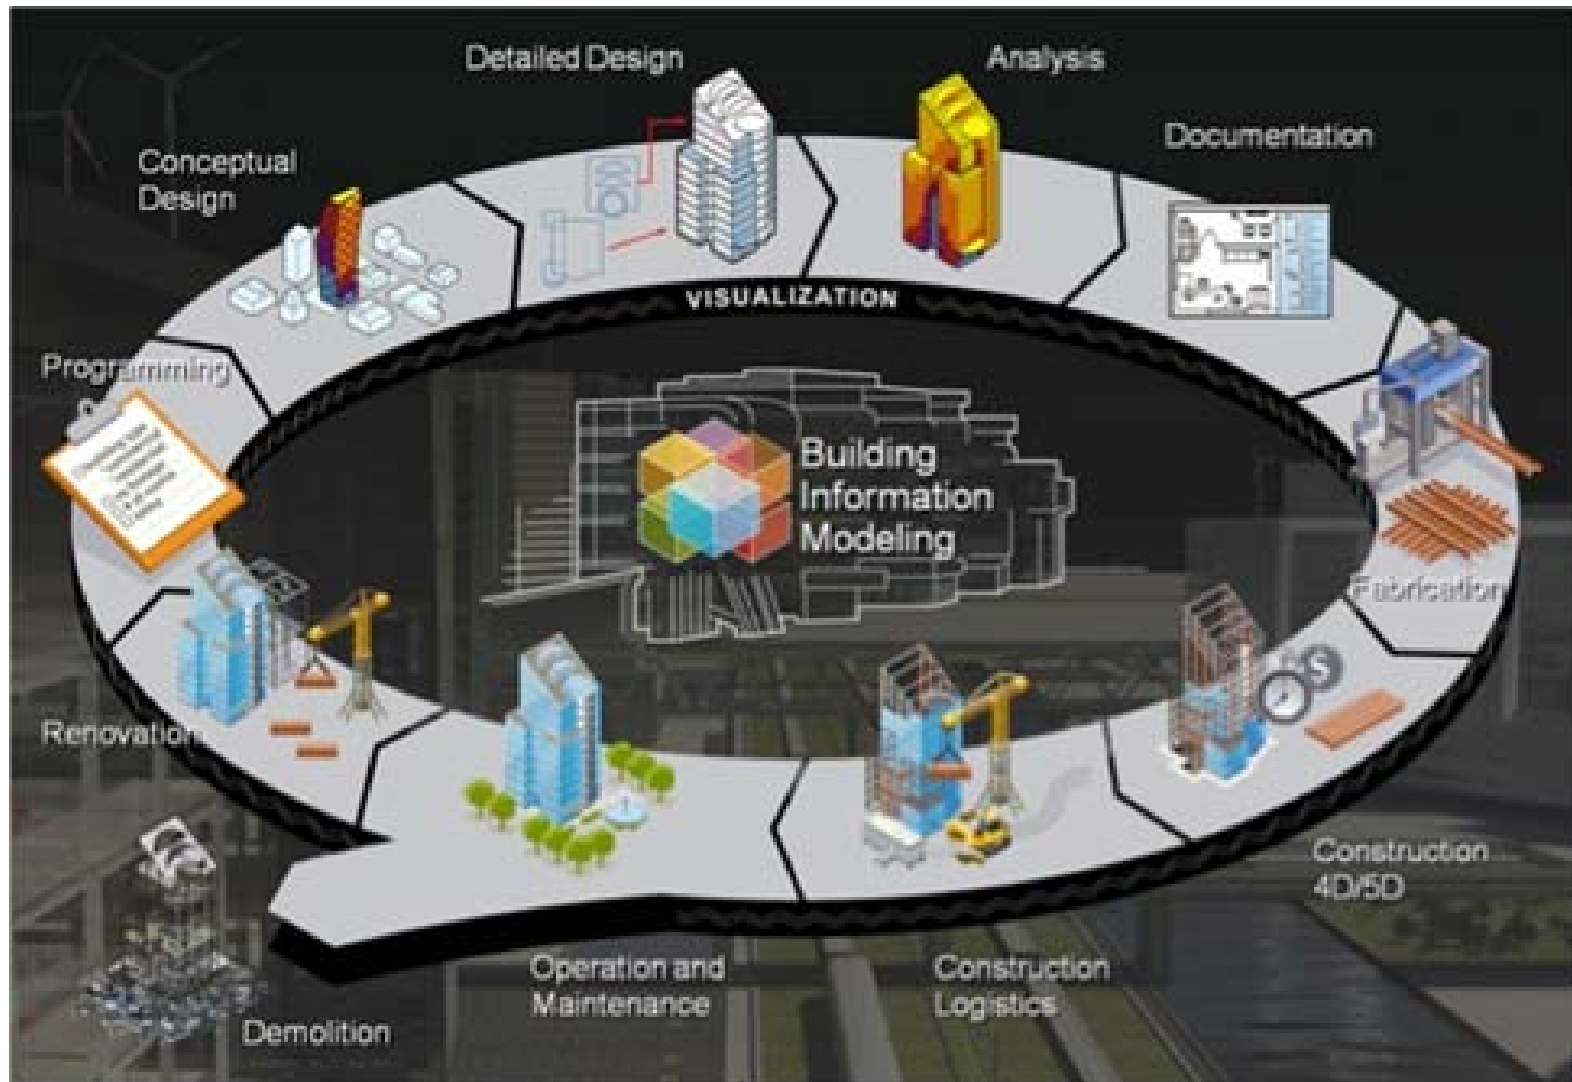 Detailed Design
Analysis
Documentation
Conceptual
Design
VISUALIZATION
Programming
Building
Information
Modeling
Fabrication
Renovation
Construction
4D/5D
Operation and
Maintenance
Construction
Logistics
Demolition